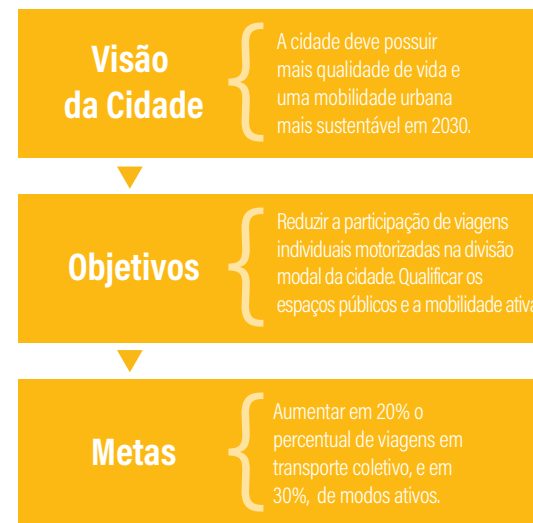 Visão
da Cidade
A cidade deve possuir
mais qualidade de vida e
uma mobilidade urbana
mais sustentável em 2030.
Objetivos
Reduzir a participação de viagens
individuais motorizadas na divisão
modal da cidade. Qualificar os
espaços públicos e a mobilidade ativa
Metas
Aumentar em 20% o
percentual de viagens em
transporte coletivo, e em
30%, de modos ativos.